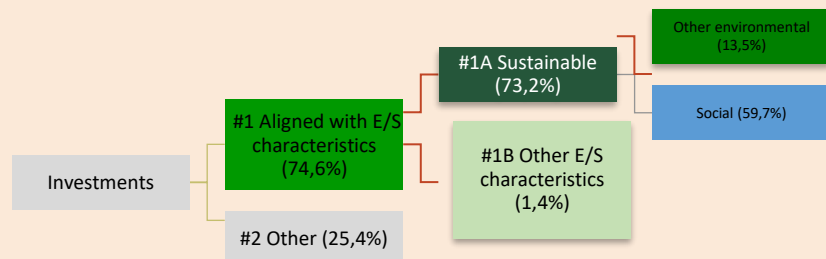 Other environmental
(13,5%)
#1A Sustainable
(73,2%)
Social (59,7%)
#1 Aligned with E/S
characteristics
(74,6%)
#1B Other E/S
characteristics
(1,4%)
Investments
#2 Other (25,4%)